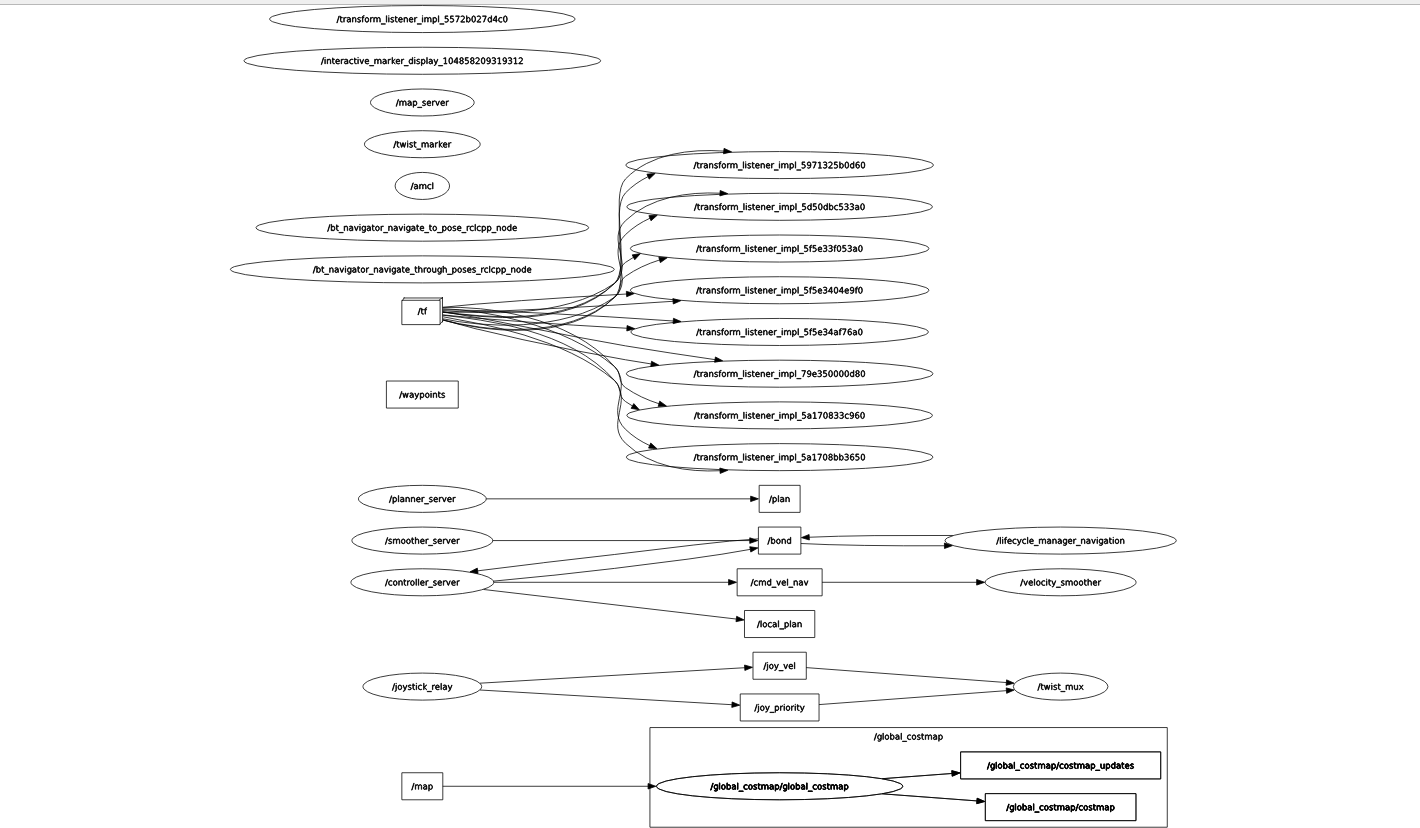 /transform_listener_impl_5572b027d4c0
/interactive_marker_display_104858209319312
/map_server
/twist_marker
/transform_listener_impl_5971325b0d60
/amcl
/transform_listener_impl_5d50dbc533a0
/bt_navigator_navigate_to_pose_rclcpp_node
/transform_listener_impl_5f5e33f053a0
/bt_navigator_navigate_through_poses_rclcpp_node
/transform_listener_impl_5f5e3404e9f0
/tf
/transform_listener_impl_5f5e34af76a0
/transform_listener_impl_79e350000d80
/waypoints
/transform_listener_impl_5a170833c960
/transform_listener_impl_5a1708bb3650
/planner_server
/plan
/smoother_server
/bond
/lifecycle_manager_navigation
/controller_server
/cmd_vel_nav
/velocity_smoother
/local_plan
/joy_vel
/joystick_relay
/twist_mux
/joy_priority
/global_costmap
/global_costmap/costmap_updates
/map
/global_costmap/global_costmap
/global_costmap/costmap